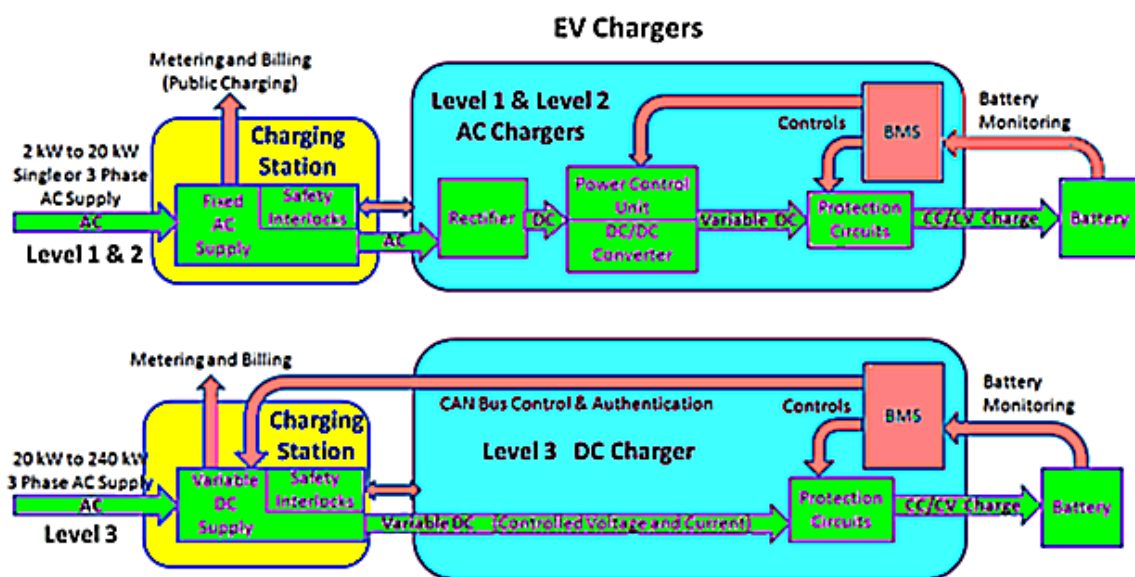 EV Chargers
Metering and Billing
(Public Charging)
Level 1 & Level 2
AC Chargers
Charging
Station
2 kW to 20 kW
Single or 3 Phase
AC Supply
AC
Level 1 & 2
Fixed
AC
Supply
Safety
Interlocks
AC
Rectifier
DC
Power Control
Unit
DC/DC
Converter
Variable DC
Controls
BMS
Protection
Circuits
Battery
Monitoring
CC/CV Charge
Battery
Metering and Billing
Charging
Station
20 kW to 240 kW
3 Phase AC Supply
AC
Level 3
Variable
DC
Supply
Safety
Interlocks
CAN Bus Control & Authentication
Level 3 DC Charger
Variable DC (Controlled Voltage and Current)
Controls
BMS
Protection
Circuits
Battery
Monitoring
CC/CV Charge
Battery